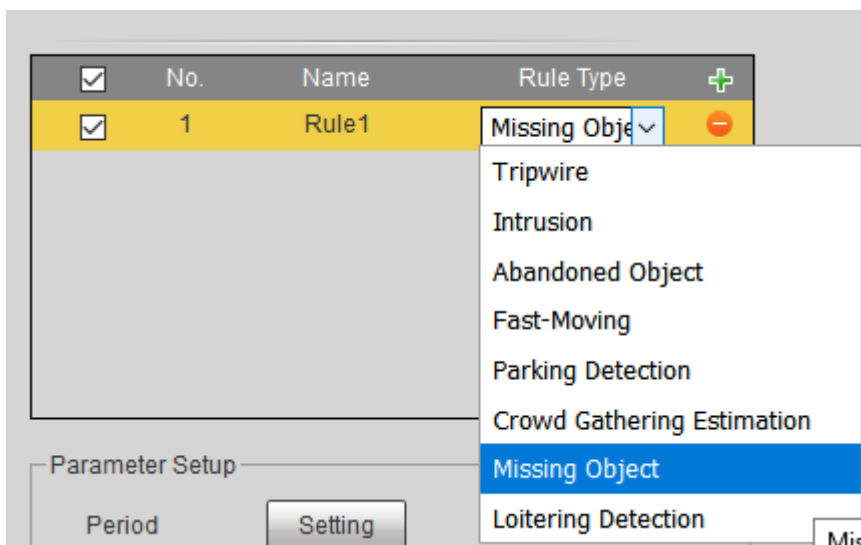 No. Name Rule Type
1 Rule1 Missing Obje
Tripwire
Intrusion
Abandoned Object
Fast-Moving
Parking Detection
Crowd Gathering Estimation
Missing Object
Loitering Detection
Parameter Setup
Period Setting
Mis